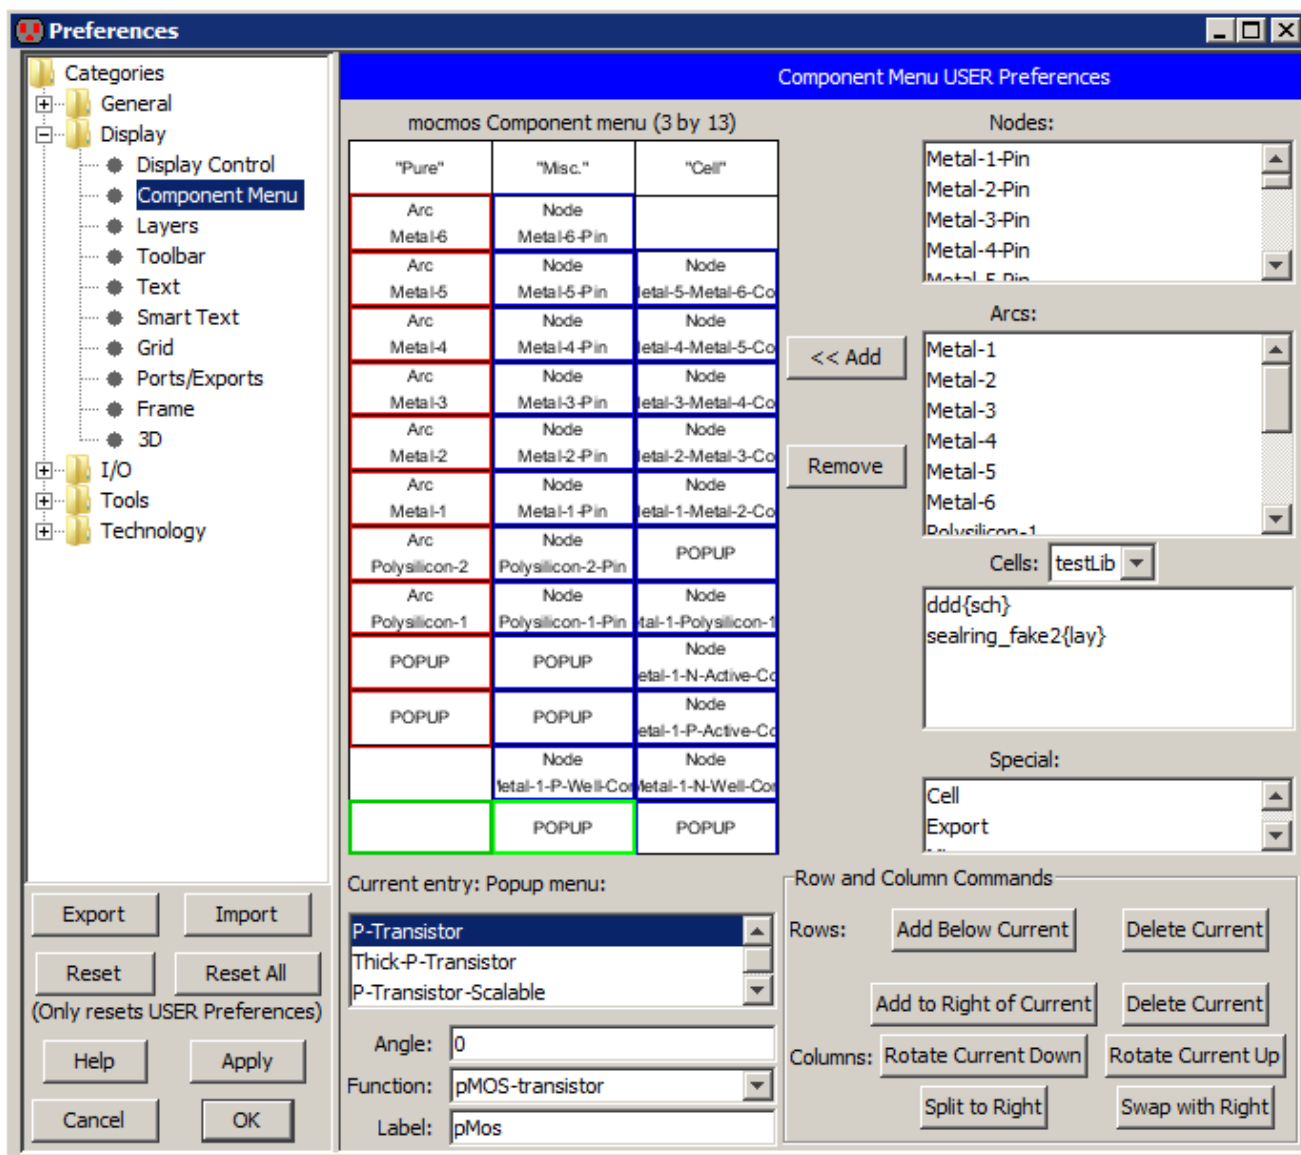 Preferences
Categories
General
Display
Display Control
Component Menu
Layers
Toolbar
Text
Smart Text
Grid
Ports/Exports
Frame
3D
I/O
Tools
Technology
Export Import
Reset Reset All
(Only resets USER Preferences)
Help Apply
Cancel OK
Component Menu USER Preferences
mocmos Component menu (3 by 13)
"Pure" "Misc." "Cell"
Arc Node
Metal-6 Metal-6-Pin
Arc Node Node
Metal-5 Metal-5-Pin letal-5-Metal-6-Co
Arc Node Node
Metal-4 Metal-4-Pin letal-4-Metal-5-Co
Arc Node Node
Metal-3 Metal-3-Pin letal-3-Metal-4-Co
Arc Node Node
Metal-2 Metal-2-Pin letal-2-Metal-3-Co
Arc Node Node
Metal-1 Metal-1-Pin letal-1-Metal-2-Co
Arc Node POPUP
Polysilicon-2 Polysilicon-2-Pin
Arc Node Node
Polysilicon-1 Polysilicon-1-Pin tal-1-Polysilicon-1
POPUP POPUP Node
etal-1-N-Active-Co
POPUP POPUP Node
etal-1-P-Active-Co
Node Node
Metal-1-P-Well-Con Metal-1-N-Well-Con
POPUP POPUP
<< Add
Remove
Nodes:
Metal-1-Pin
Metal-2-Pin
Metal-3-Pin
Metal-4-Pin
Metal-5-Pin
Arcs:
Metal-1
Metal-2
Metal-3
Metal-4
Metal-5
Metal-6
Polysilicon-1
Cells: testLib
ddd{sch}
sealring_fake2{lay}
Special:
Cell
Export
Current entry: Popup menu:
P-Transistor
Thick-P-Transistor
P-Transistor-Scalable
Angle: 0
Function: pMOS-transistor
Label: pMos
Row and Column Commands
Rows: Add Below Current Delete Current
Add to Right of Current Delete Current
Columns: Rotate Current Down Rotate Current Up
Split to Right Swap with Right